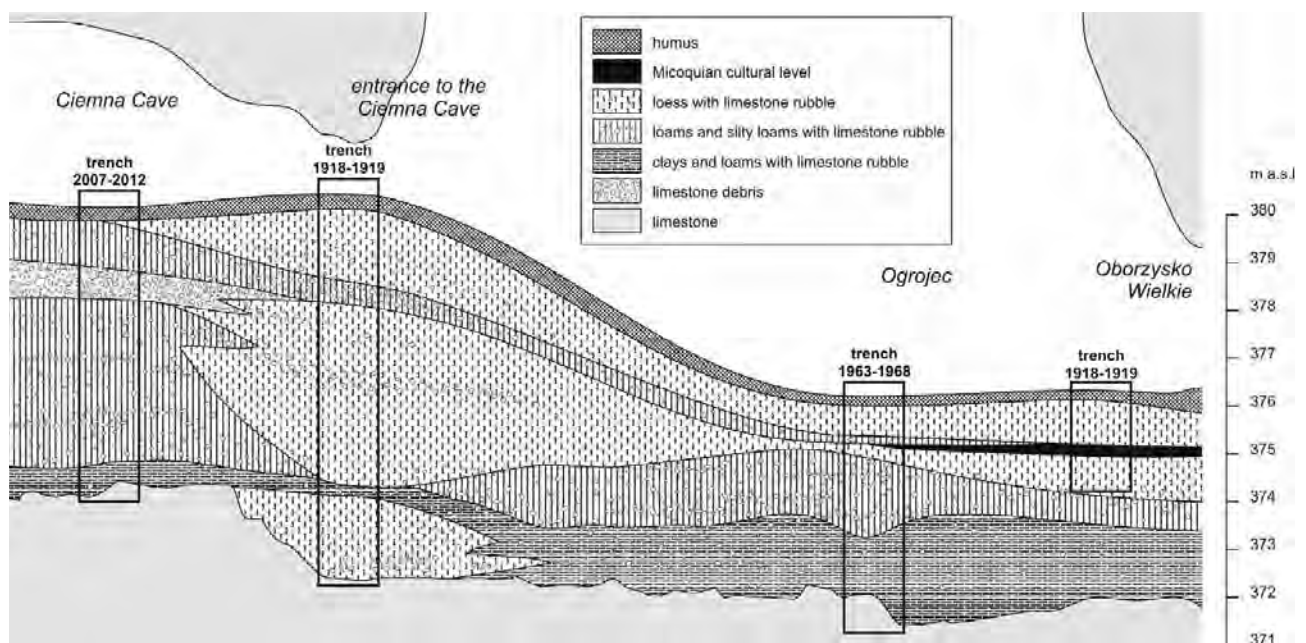 humus
Micoquian cultural level
loess with limestone rubble
loams and silty loams with limestone rubble
clays and loams with limestone rubble
limestone debris
limestone
Ciemna Cave
entrance to the
Ciemna Cave
trench
2007-2012
trench
1918-1919
Ogrojec
Oborzysko
Wielkie
trench
1963-1968
trench
1918-1919
m a.s.l
380
379
378
377
376
375
374
373
372
371